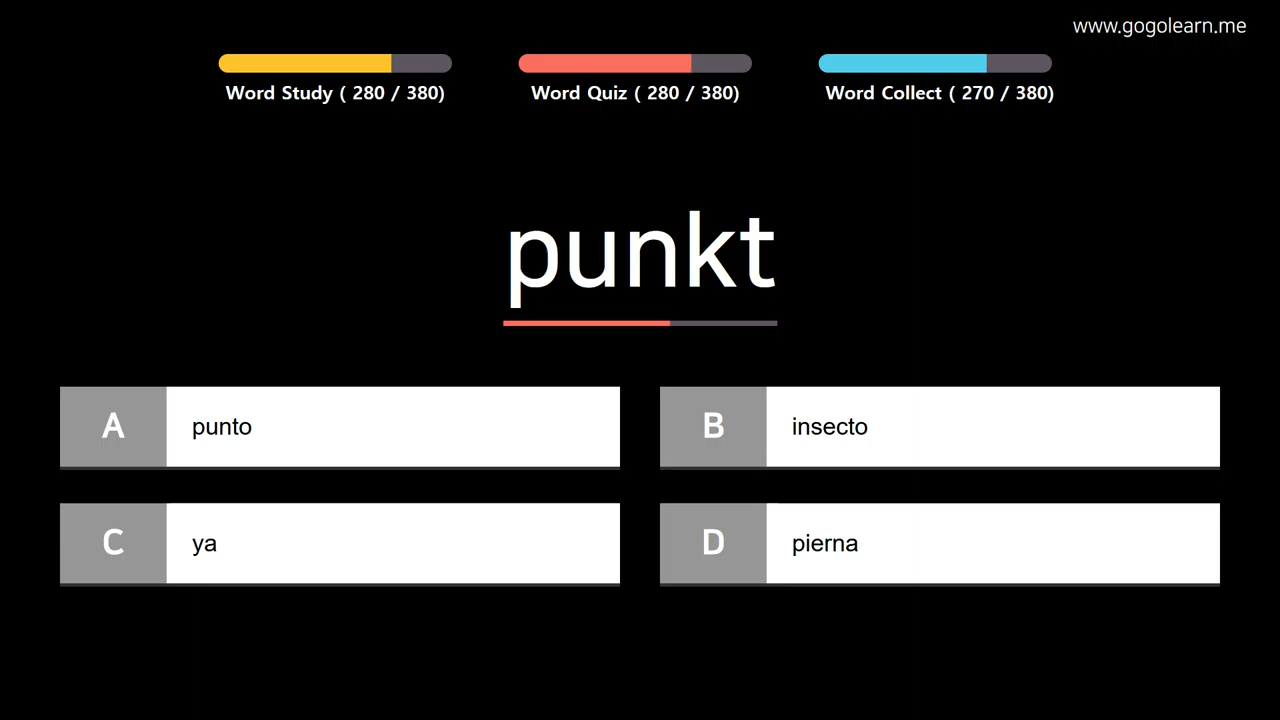 www.gogolearn.me
Word Study ( 280 / 380)
Word Quiz ( 280 / 380)
Word Collect ( 270 / 380)
punkt
A
punto
B
insecto
C
ya
D
pierna